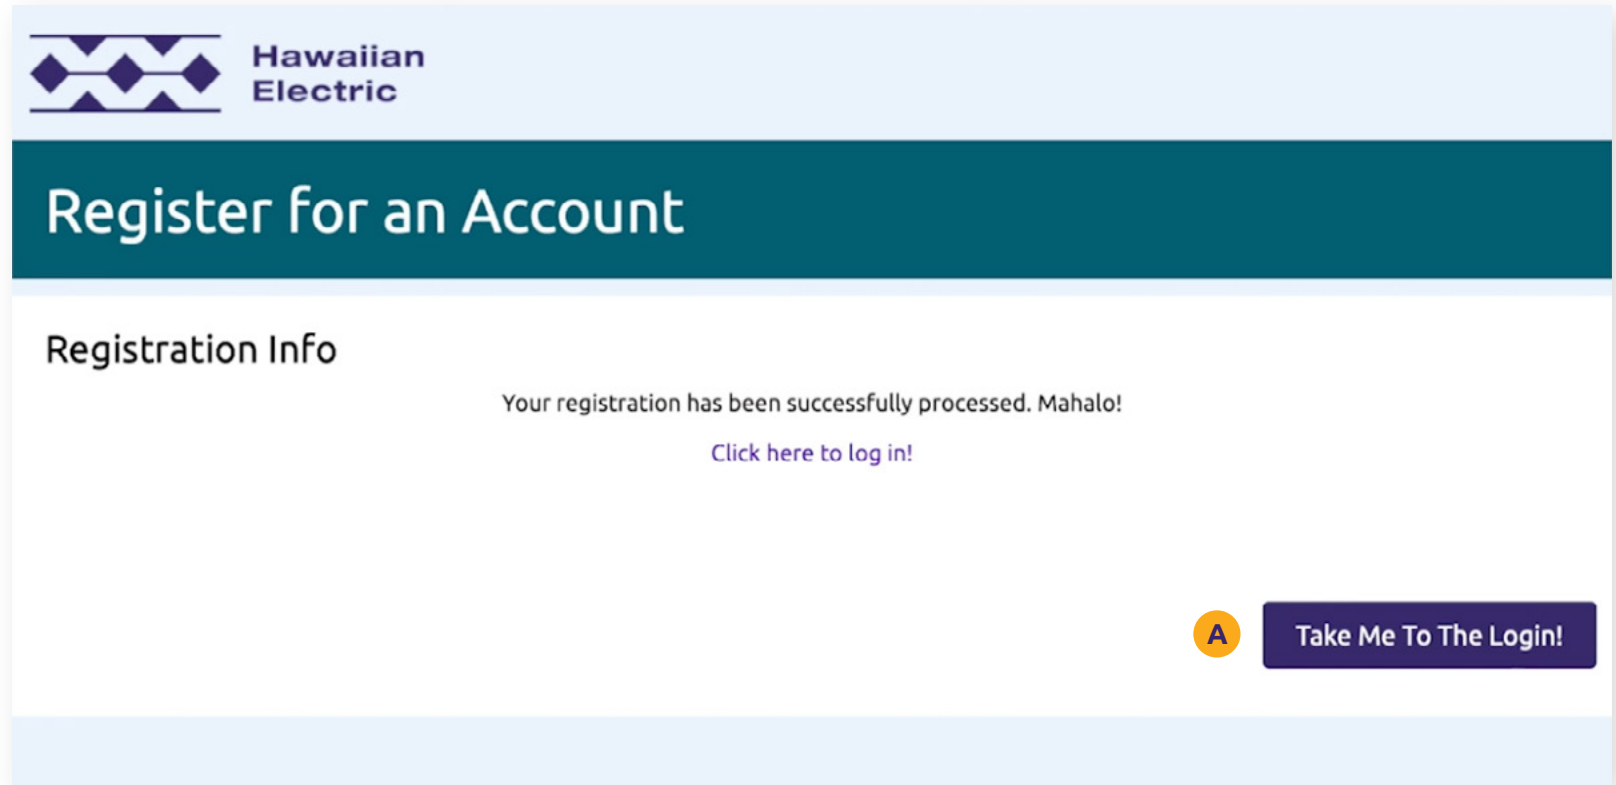 Hawaiian
Electric
Register for an Account
Registration Info
Your registration has been successfully processed. Mahalo!
Click here to log in!
A
Take Me To The Login!